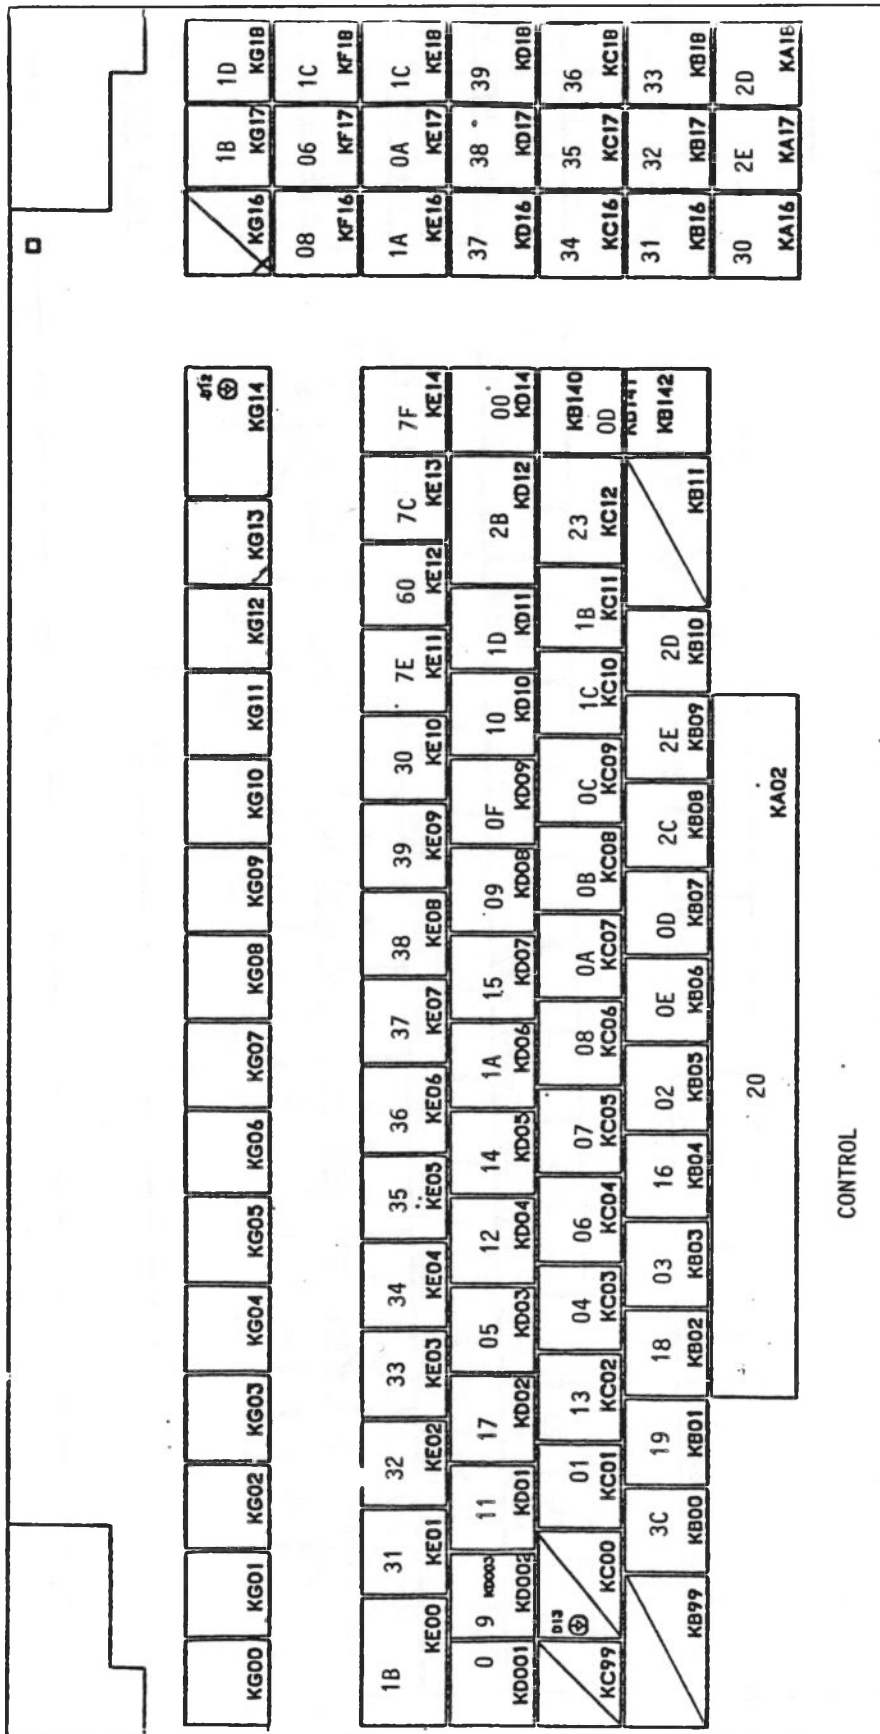 -D12 1B 1D
KG00 KG01 KG02 KG03 KG04 KG05 KG06 KG07 KG08 KG09 KG10 KG11 KG12 KG13 KG14 KG16 KG17 KG18
08 06 1C
KF16 KF17 KF18
1B 31 32 33 34 35 36 37 38 39 30 7E 60 7C 7F 1A 0A 1C
KE00 KE01 KE02 KE03 KE04 KE05 KE06 KE07 KE08 KE09 KE10 KE11 KE12 KE13 KE14 KE16 KE17 KE18
0 9 KD003 11 17 05 12 14 1A 15 09 0F 10 1D 2B 00 37 38 39
KD001 KD002 KD01 KD02 KD03 KD04 KD05 KD06 KD07 KD08 KD09 KD10 KD11 KD12 KD14 KD16 KD17 KD18
D13 01 13 04 06 07 08 0A 0B 0C 1C 1B 23 KB140 0D 34 35 36
KC99 KC00 KC01 KC02 KC03 KC04 KC05 KC06 KC07 KC08 KC09 KC10 KC11 KC12 KB141 KC16 KC17 KC18
3C 19 18 03 16 02 0E 0D 2C 2E 2D KB142 31 32 33
KB99 KB00 KB01 KB02 KB03 KB04 KB05 KB06 KB07 KB08 KB09 KB10 KB11 KB16 KB17 KB18
20 30 2E 2D
KA02 KA16 KA17 KA18
CONTROL